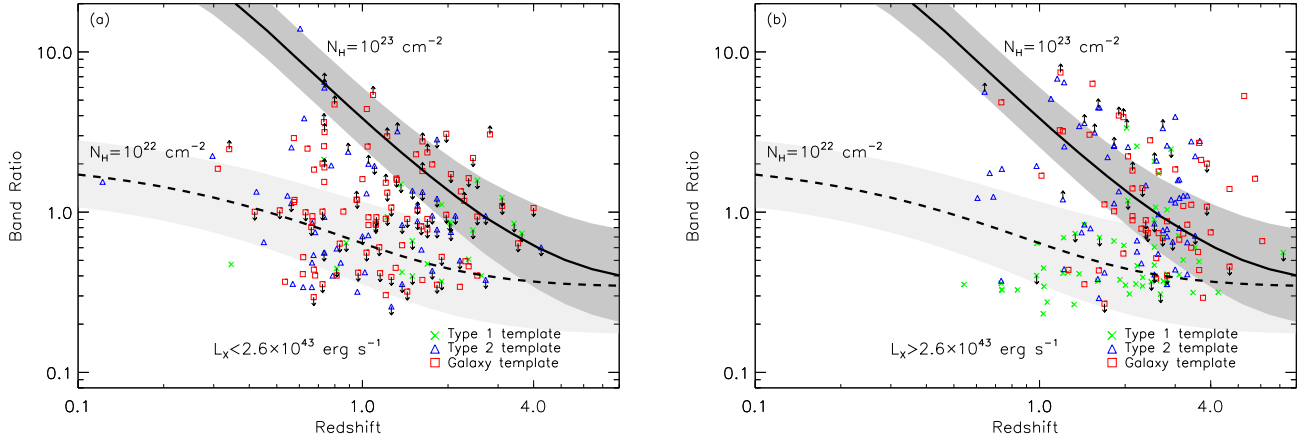 (a)
N_H=10^23 cm^−2
N_H=10^22 cm^−2
Band Ratio
10.0
1.0
0.1
L_X<2.6×10^43 erg s^−1
Type 1 template
Type 2 template
Galaxy template
0.1
1.0
4.0
Redshift
(b)
N_H=10^23 cm^−2
N_H=10^22 cm^−2
Band Ratio
10.0
1.0
0.1
L_X>2.6×10^43 erg s^−1
Type 1 template
Type 2 template
Galaxy template
0.1
1.0
4.0
Redshift